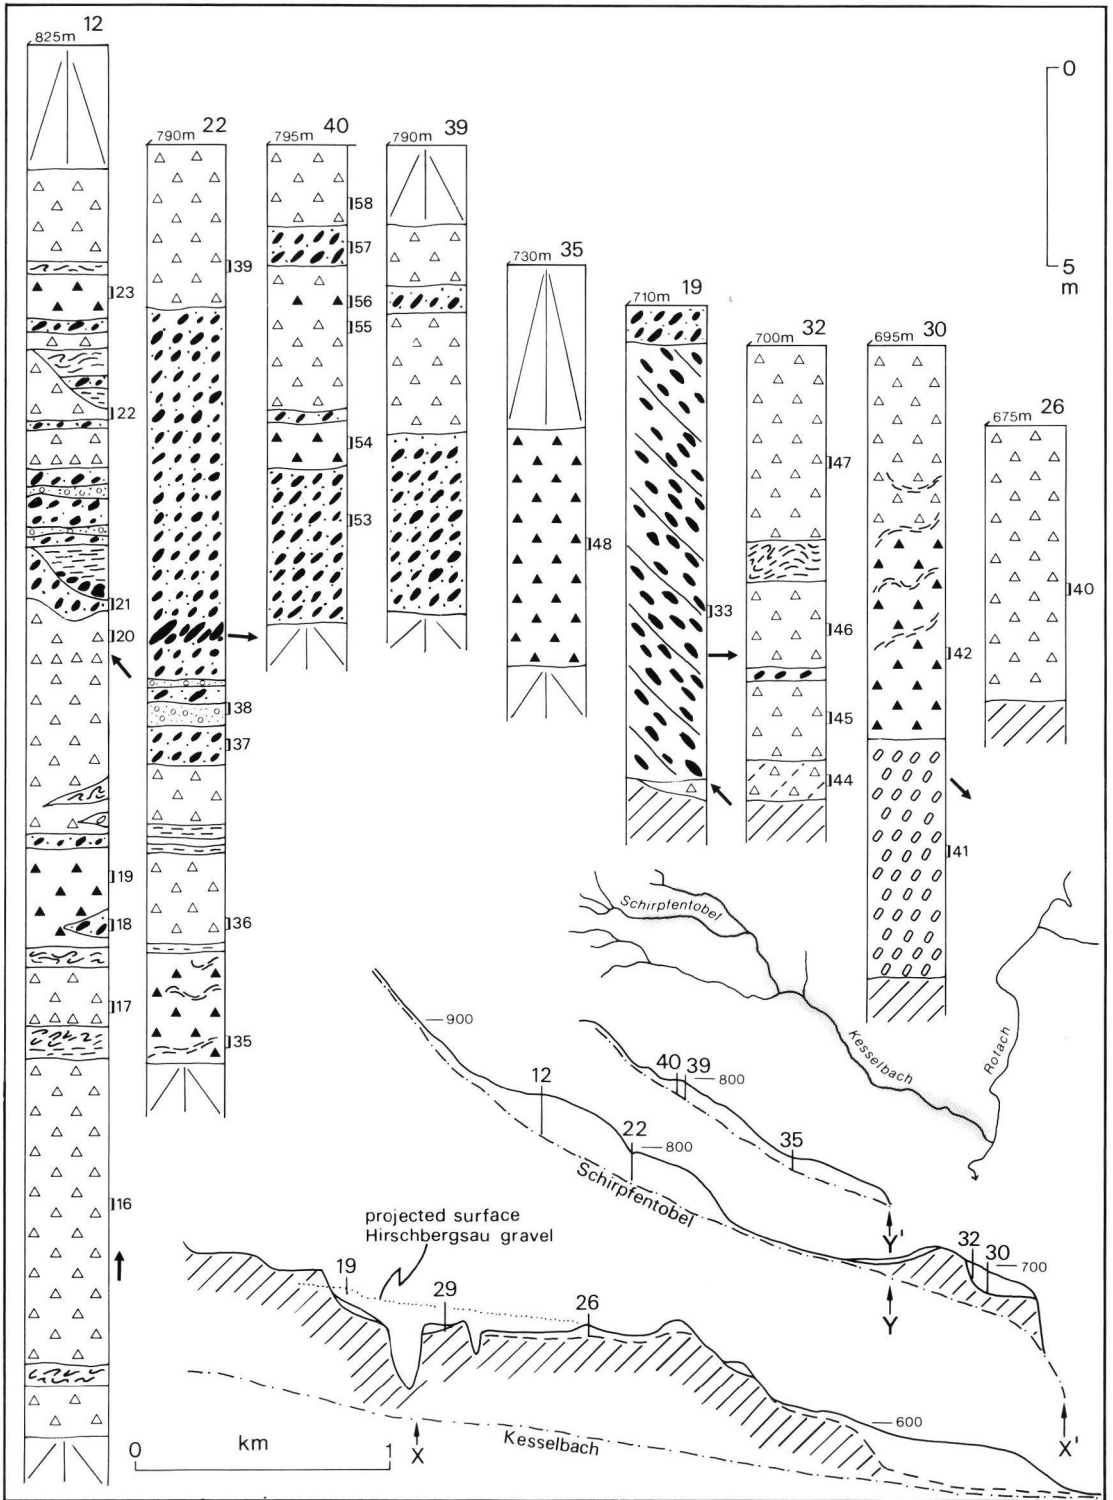 825m 12
23
22
21
20
19
18
17
16
790m 22
39
38
37
36
35
795m 40
58
57
56
55
54
53
790m 39
730m 35
48
710m 19
33
700m 32
47
46
45
44
695m 30
42
41
675m 26
40
0
5
m
Schirpfentobel
Kesselbach
Rotach
900
40 39
800
12
22
800
35
Schirpfentobel
Y'
Y
32 30
700
projected surface
Hirschbergsau gravel
19
29
26
600
0 km 1
X
Kesselbach
X'